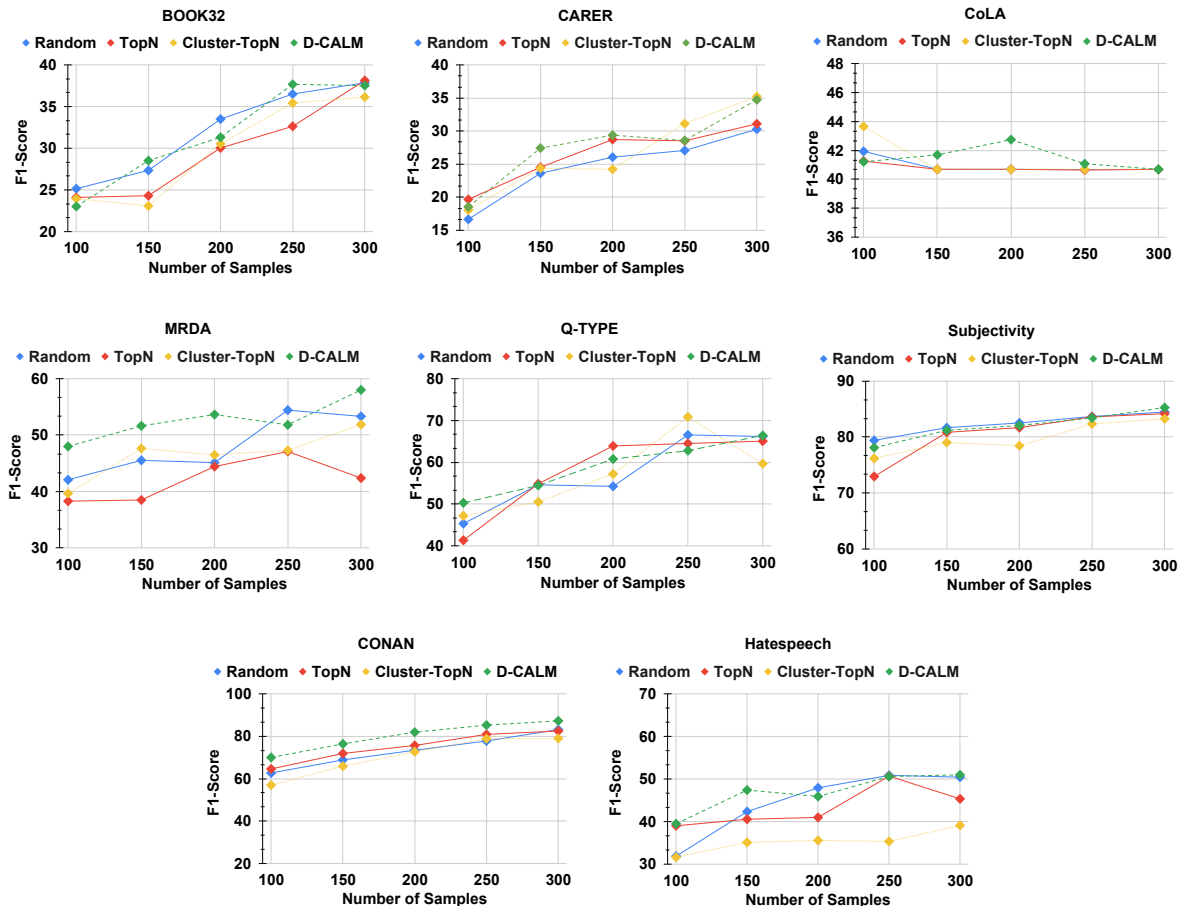 BOOK32
Random TopN Cluster-TopN D-CALM
F1-Score
40
35
30
25
20
100 150 200 250 300
Number of Samples
CARER
Random TopN Cluster-TopN D-CALM
F1-Score
40
35
30
25
20
15
100 150 200 250 300
Number of Samples
CoLA
Random TopN Cluster-TopN D-CALM
F1-Score
48
46
44
42
40
38
36
100 150 200 250 300
Number of Samples
MRDA
Random TopN Cluster-TopN D-CALM
F1-Score
60
50
40
30
100 150 200 250 300
Number of Samples
Q-TYPE
Random TopN Cluster-TopN D-CALM
F1-Score
80
70
60
50
40
100 150 200 250 300
Number of Samples
Subjectivity
Random TopN Cluster-TopN D-CALM
F1-Score
90
80
70
60
100 150 200 250 300
Number of Samples
CONAN
Random TopN Cluster-TopN D-CALM
F1-Score
100
80
60
40
20
100 150 200 250 300
Number of Samples
Hatespeech
Random TopN Cluster-TopN D-CALM
F1-Score
70
60
50
40
30
100 150 200 250 300
Number of Samples